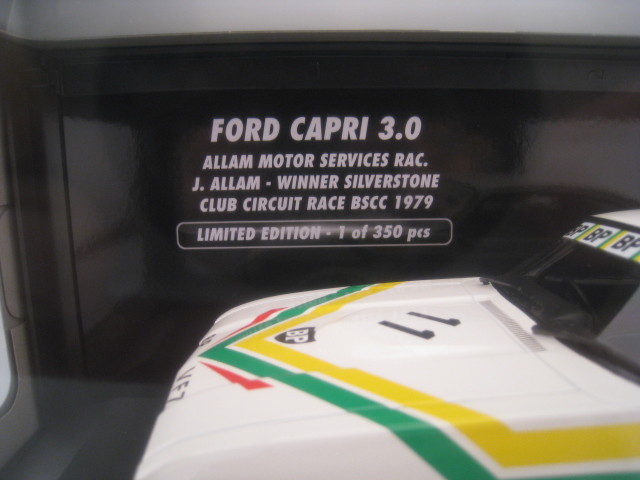 FORD CAPRI 3.0
ALLAM MOTOR SERVICES RAC.
J. ALLAM - WINNER SILVERSTONE
CLUB CIRCUIT RACE BSCC 1979
LIMITED EDITION - 1 of 350 pcs
BP BP BP
11
BP